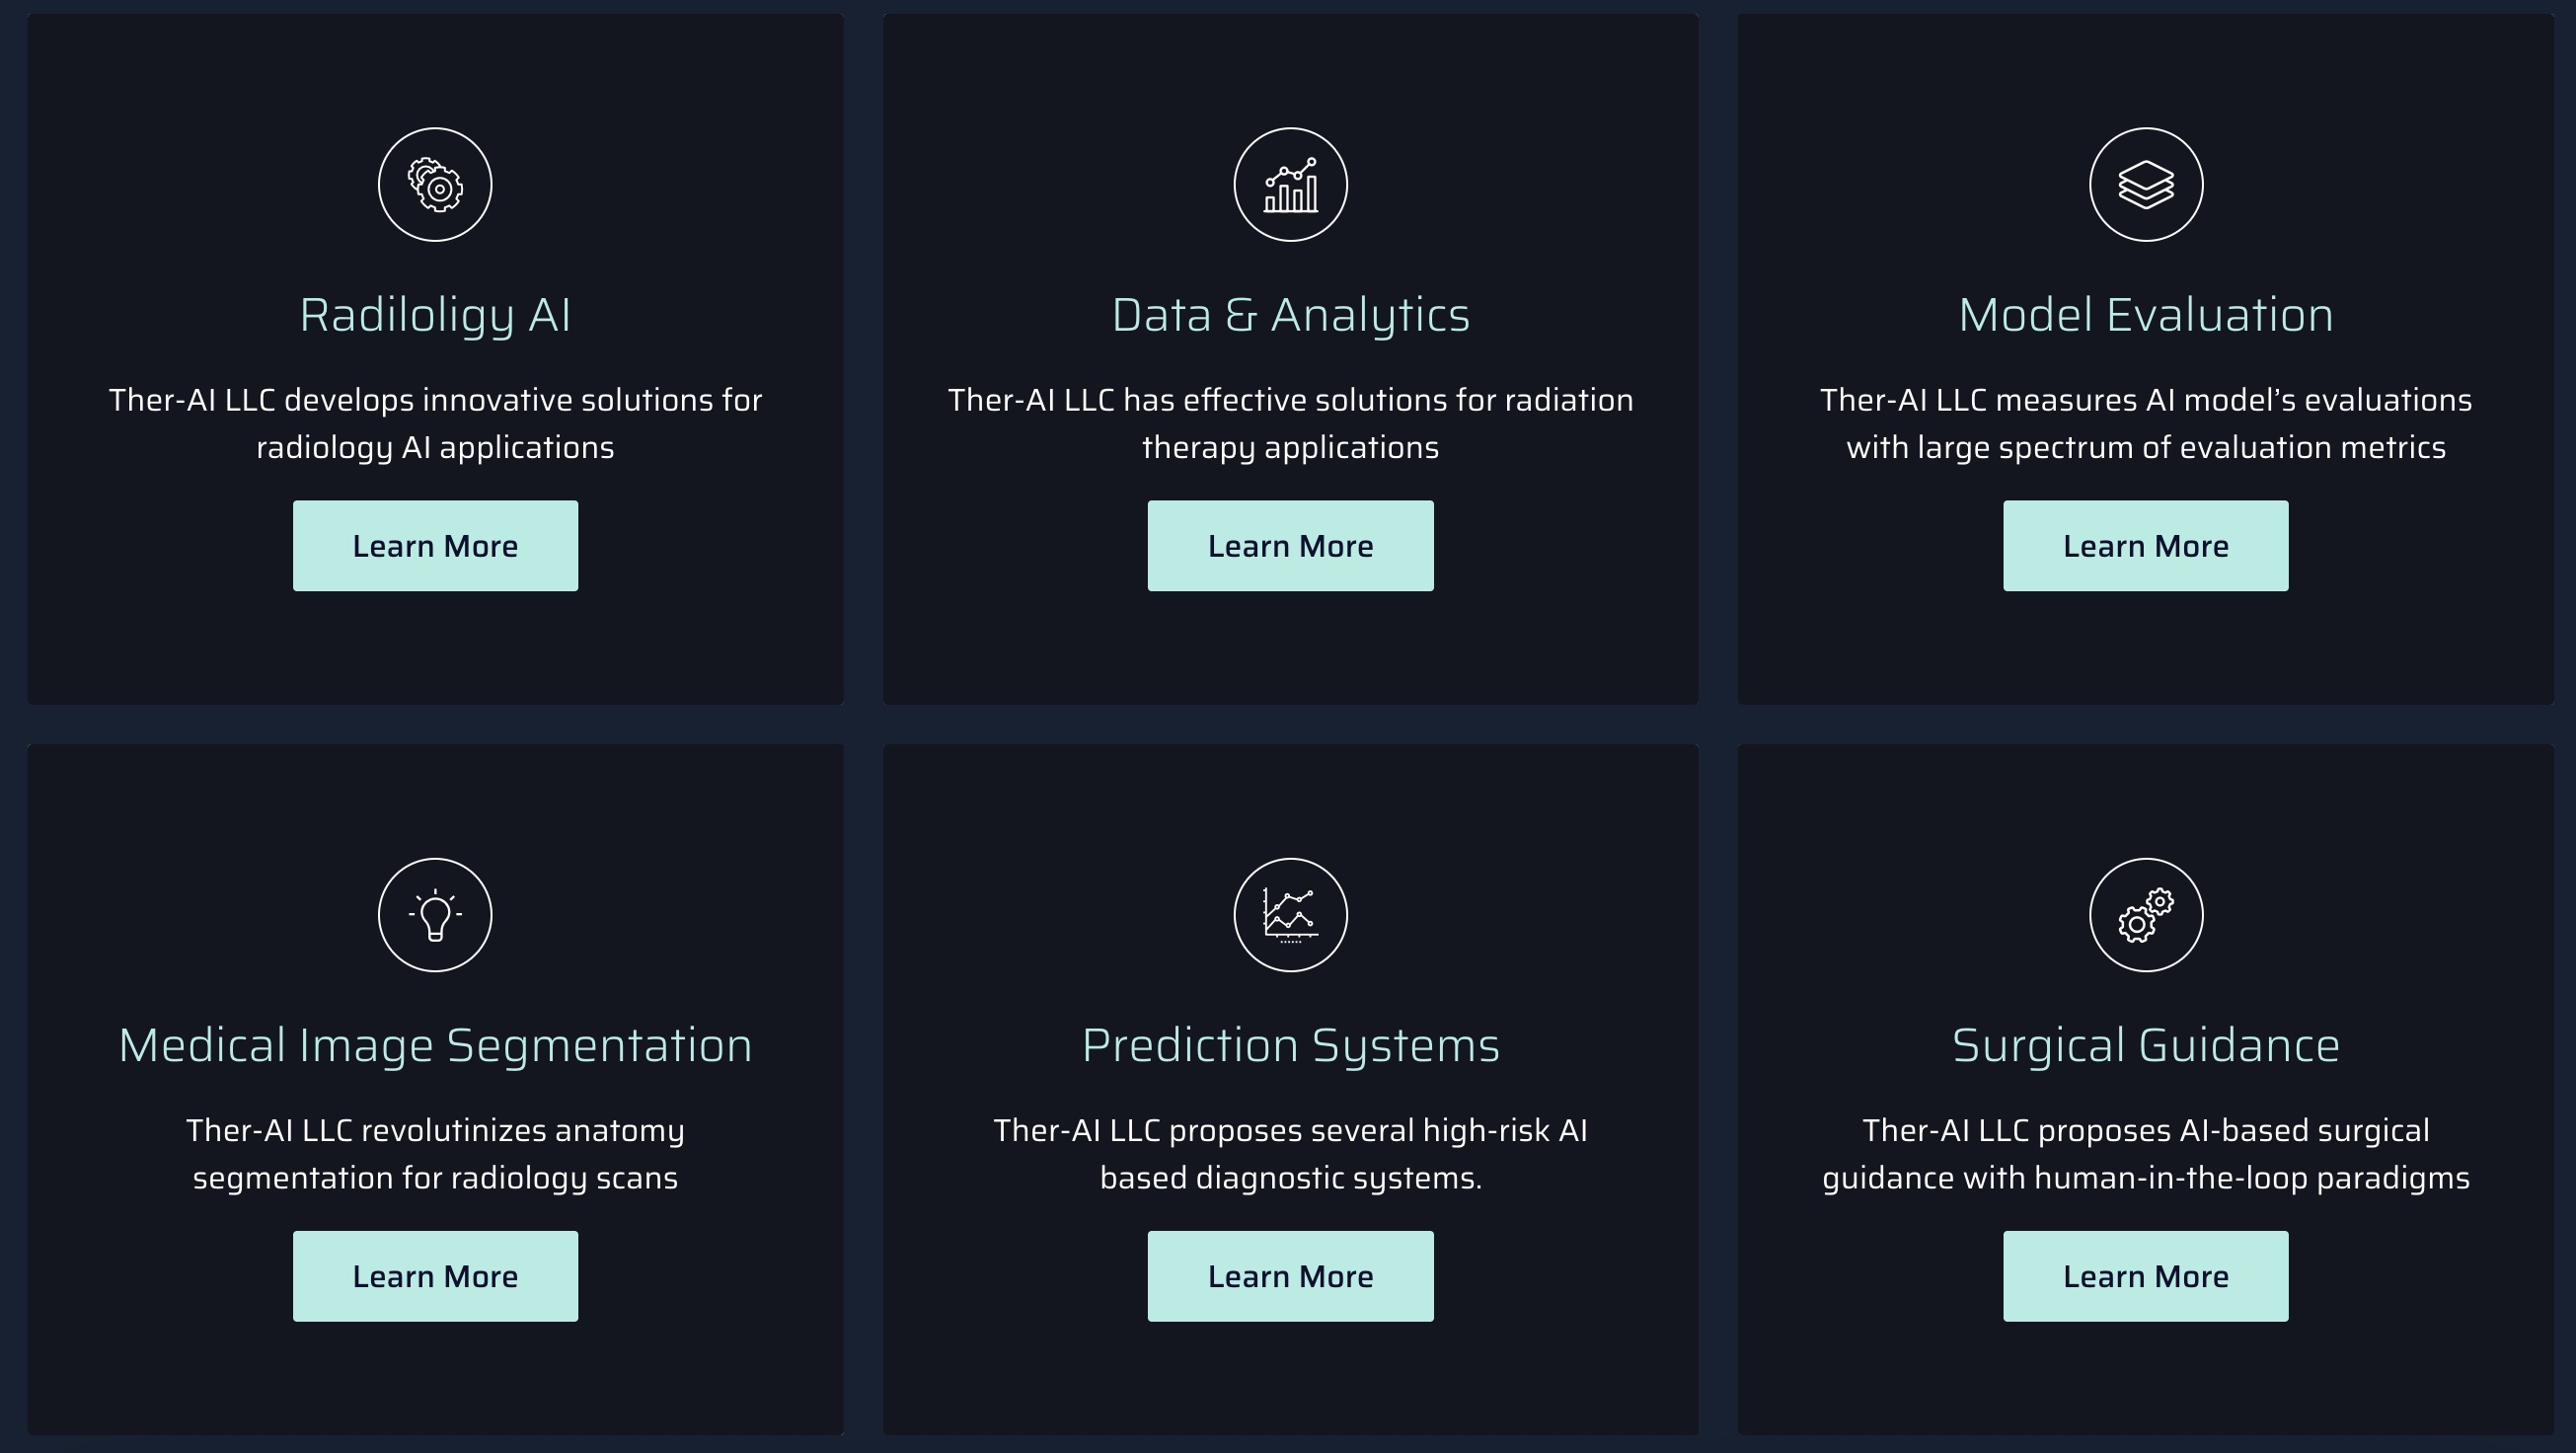 Radiloligy AI
Ther-AI LLC develops innovative solutions for
radiology AI applications
Learn More
Data & Analytics
Ther-AI LLC has effective solutions for radiation
therapy applications
Learn More
Model Evaluation
Ther-AI LLC measures AI model’s evaluations
with large spectrum of evaluation metrics
Learn More
Medical Image Segmentation
Ther-AI LLC revolutinizes anatomy
segmentation for radiology scans
Learn More
Prediction Systems
Ther-AI LLC proposes several high-risk AI
based diagnostic systems.
Learn More
Surgical Guidance
Ther-AI LLC proposes AI-based surgical
guidance with human-in-the-loop paradigms
Learn More